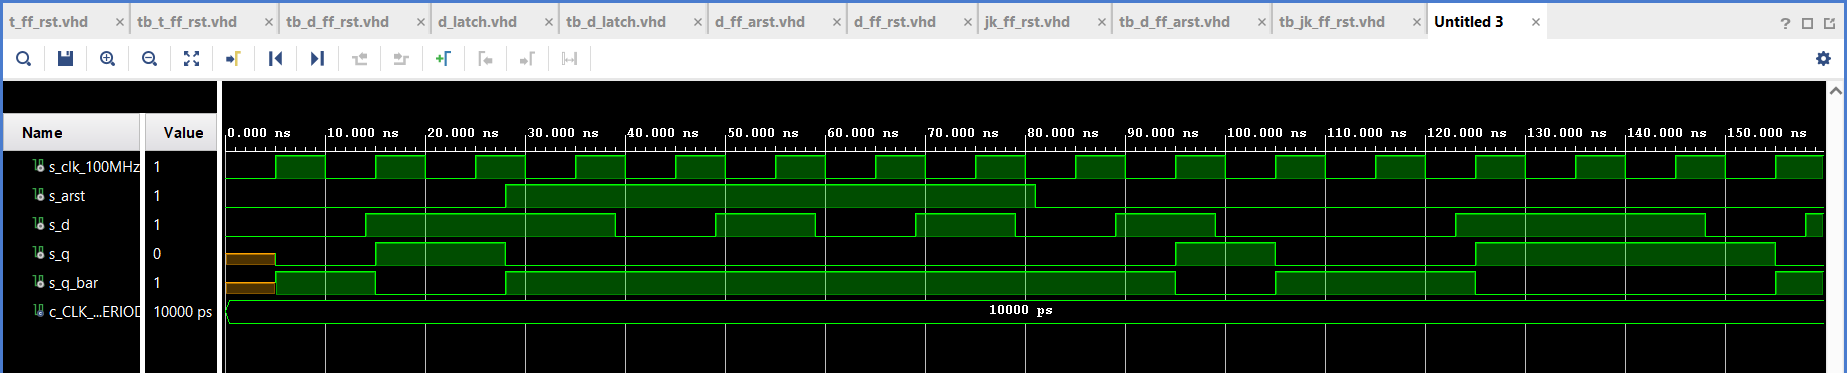 t_ff_rst.vhd × tb_t_ff_rst.vhd × tb_d_ff_rst.vhd × d_latch.vhd × tb_d_latch.vhd × d_ff_arst.vhd × d_ff_rst.vhd × jk_ff_rst.vhd × tb_d_ff_arst.vhd × tb_jk_ff_rst.vhd × Untitled 3 × ?
Name Value 0.000 ns 10.000 ns 20.000 ns 30.000 ns 40.000 ns 50.000 ns 60.000 ns 70.000 ns 80.000 ns 90.000 ns 100.000 ns 110.000 ns 120.000 ns 130.000 ns 140.000 ns 150.000 ns
s_clk_100MHz 1
s_arst 1
s_d 1
s_q 0
s_q_bar 1
c_CLK_...ERIOD 10000 ps 10000 ps